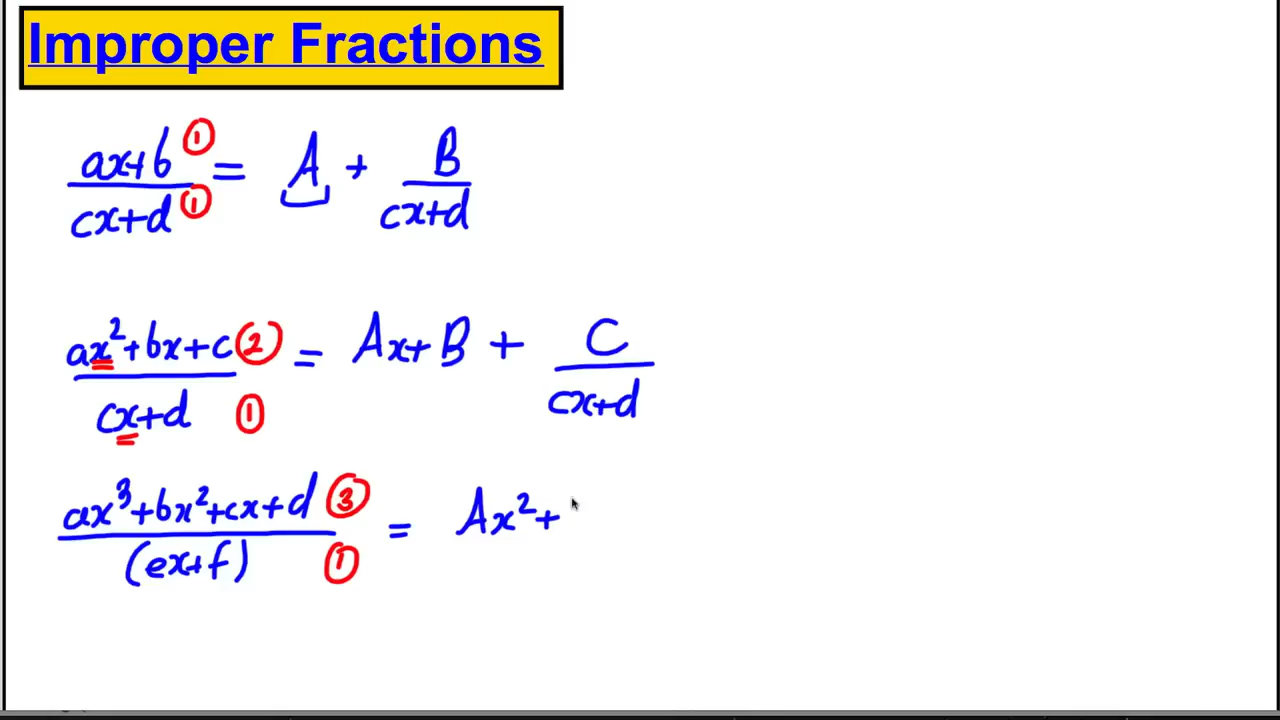 Improper Fractions
ax+b ① = A + B
cx+d ① cx+d
ax²+bx+c ② = Ax+B + C
cx+d ① cx+d
ax³+bx²+cx+d ③ = Ax²+
(ex+f) ①